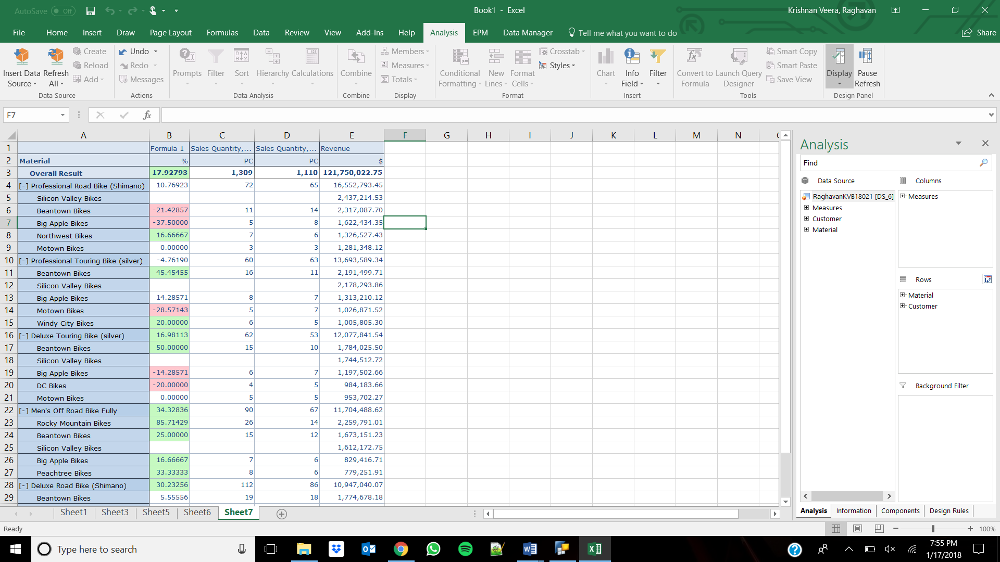 AutoSave Off
Book1 - Excel
Krishnan Veera, Raghavan
File Home Insert Draw Page Layout Formulas Data Review View Add-Ins Help Analysis EPM Data Manager Tell me what you want to do Share
Insert Data Source
Refresh All
Create
Reload
Add
Data Source
Undo
Redo
Messages
Actions
Prompts Filter Sort Hierarchy Calculations
Data Analysis
Combine
Combine
Members
Measures
Totals
Display
Conditional Formatting
New Lines
Format Cells
Crosstab
Styles
Format
Chart
Info Field
Filter
Insert
Convert to Formula
Launch Query Designer
Smart Copy
Smart Paste
Save View
Tools
Display
Pause Refresh
Design Panel
F7
fx
A B C D E F G H I J K L M N
1 Formula 1 Sales Quantity,... Sales Quantity,... Revenue
2 Material % PC PC $
3 Overall Result 17.92793 1,309 1,110 121,750,022.75
4 [-] Professional Road Bike (Shimano) 10.76923 72 65 16,552,793.45
5 Silicon Valley Bikes 2,437,214.53
6 Beantown Bikes -21.42857 11 14 2,317,087.70
7 Big Apple Bikes -37.50000 5 8 1,622,434.35
8 Northwest Bikes 16.66667 7 6 1,326,527.43
9 Motown Bikes 0.00000 3 3 1,281,348.12
10 [-] Professional Touring Bike (silver) -4.76190 60 63 13,693,589.34
11 Beantown Bikes 45.45455 16 11 2,191,499.71
12 Silicon Valley Bikes 2,178,293.86
13 Big Apple Bikes 14.28571 8 7 1,313,210.12
14 Motown Bikes -28.57143 5 7 1,026,871.52
15 Windy City Bikes 20.00000 6 5 1,005,805.30
16 [-] Deluxe Touring Bike (silver) 16.98113 62 53 12,077,841.54
17 Beantown Bikes 50.00000 15 10 1,784,025.50
18 Silicon Valley Bikes 1,744,512.72
19 Big Apple Bikes -14.28571 6 7 1,197,502.66
20 DC Bikes -20.00000 4 5 984,183.66
21 Motown Bikes 0.00000 5 5 953,702.27
22 [-] Men's Off Road Bike Fully 34.32836 90 67 11,704,488.62
23 Rocky Mountain Bikes 85.71429 26 14 2,259,791.01
24 Beantown Bikes 25.00000 15 12 1,673,151.23
25 Silicon Valley Bikes 1,612,172.75
26 Big Apple Bikes 16.66667 7 6 829,416.71
27 Peachtree Bikes 33.33333 8 6 779,251.91
28 [-] Deluxe Road Bike (Shimano) 30.23256 112 86 10,947,040.07
29 Beantown Bikes 5.55556 19 18 1,774,678.18
Analysis
Find
Data Source
RaghavanKVB18021 [DS_6]
Measures
Customer
Material
Columns
Measures
Rows
Material
Customer
Background Filter
Analysis Information Components Design Rules
Sheet1 Sheet3 Sheet5 Sheet6 Sheet7
Ready
100%
Type here to search
7:55 PM
1/17/2018